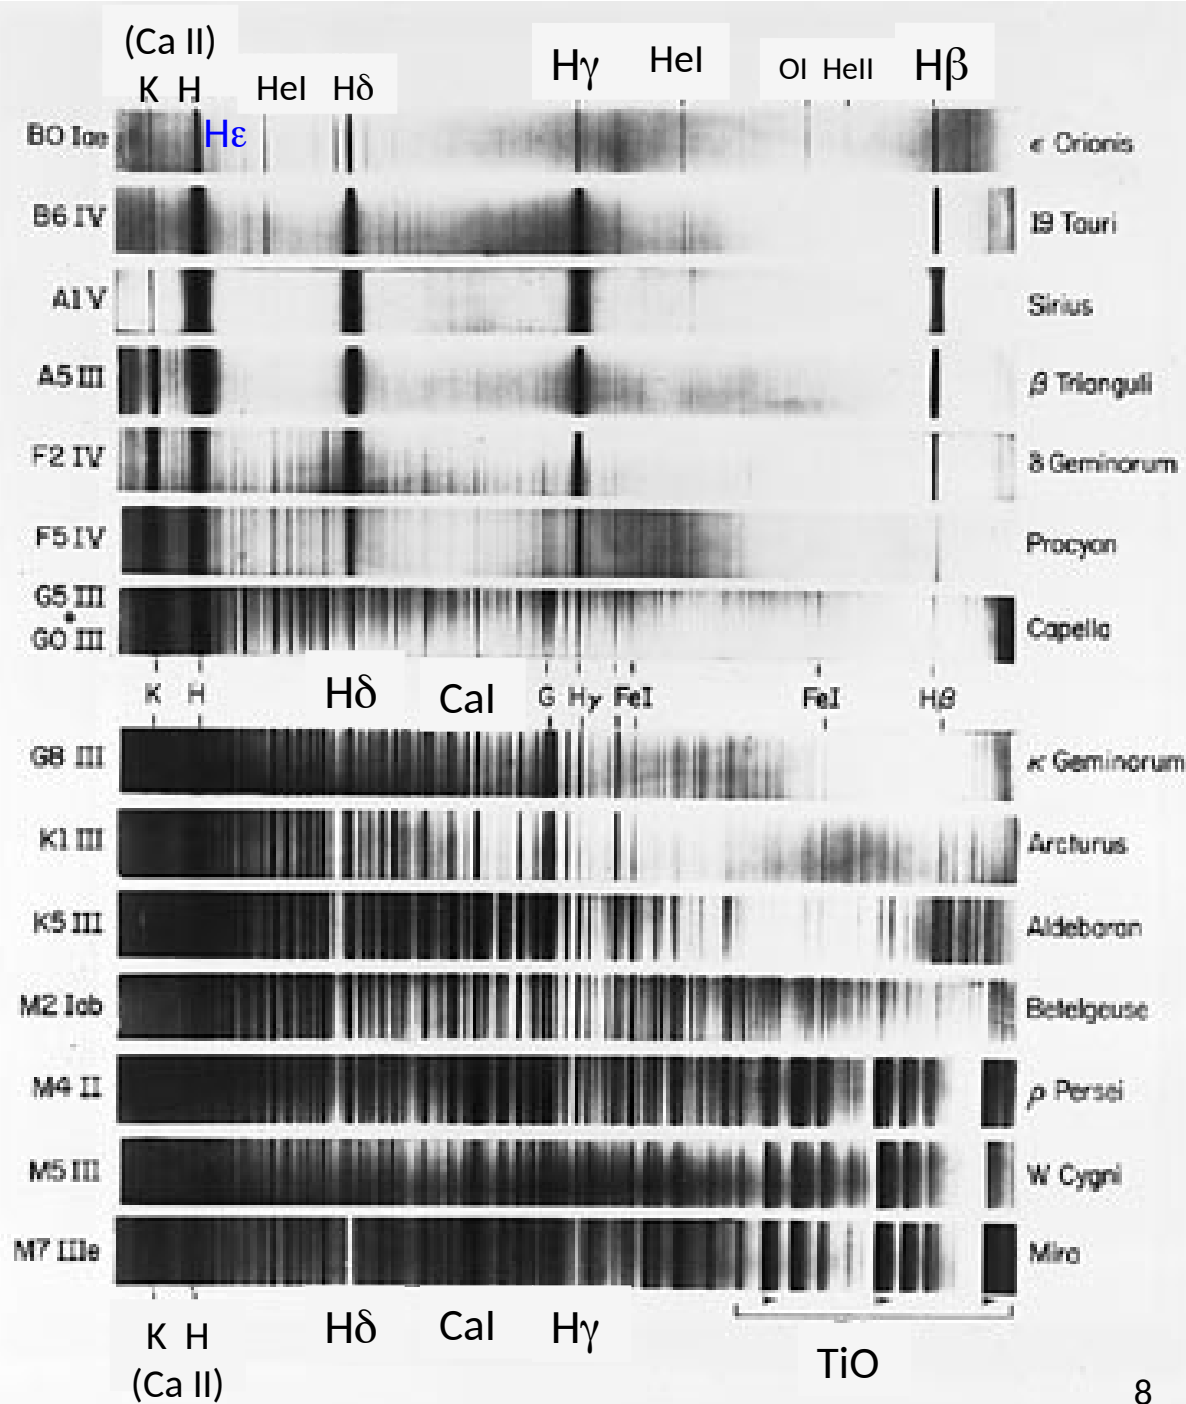 (Ca II)
K H HeI Hδ Hγ HeI OI HeII Hβ
Hε
B0 Iae ϵ Orionis
B6 IV 19 Tauri
A1 V Sirius
A5 III β Trianguli
F2 IV δ Geminorum
F5 IV Procyon
G5 III
G0 III Capella
K H Hδ CaI G Hγ FeI FeI Hβ
G8 III κ Geminorum
K1 III Arcturus
K5 III Aldebaran
M2 Iab Betelgeuse
M4 II ρ Persei
M5 III W Cygni
M7 IIIe Mira
K H Hδ CaI Hγ
(Ca II)
TiO
8